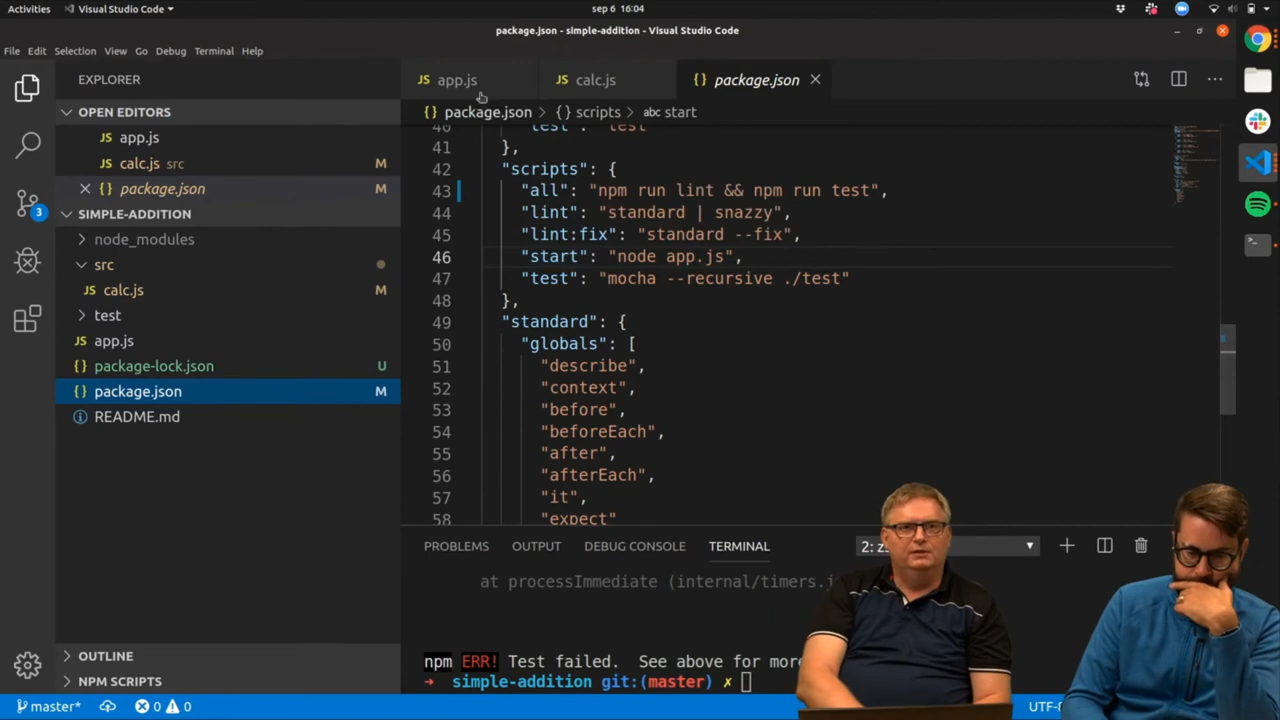 Activities
Visual Studio Code
sep 6 16:04
package.json - simple-addition - Visual Studio Code
File Edit Selection View Go Debug Terminal Help
EXPLORER
OPEN EDITORS
app.js
calc.js src M
package.json M
SIMPLE-ADDITION
node_modules
src
calc.js M
test
app.js
package-lock.json U
package.json M
README.md
OUTLINE
NPM SCRIPTS
3
JS app.js
JS calc.js
{} package.json
{} package.json > {} scripts > abc start
40 "test": "test"
41 },
42 "scripts": {
43 "all": "npm run lint && npm run test",
44 "lint": "standard | snazzy",
45 "lint:fix": "standard --fix",
46 "start": "node app.js",
47 "test": "mocha --recursive ./test"
48 },
49 "standard": {
50 "globals": [
51 "describe",
52 "context",
53 "before",
54 "beforeEach",
55 "after",
56 "afterEach",
57 "it",
58 "expect"
PROBLEMS OUTPUT DEBUG CONSOLE TERMINAL
2:
at processImmediate (internal/timers.
npm ERR! Test failed. See above for more
→ simple-addition git:(master) ✗
master* 0 0
UTF-8